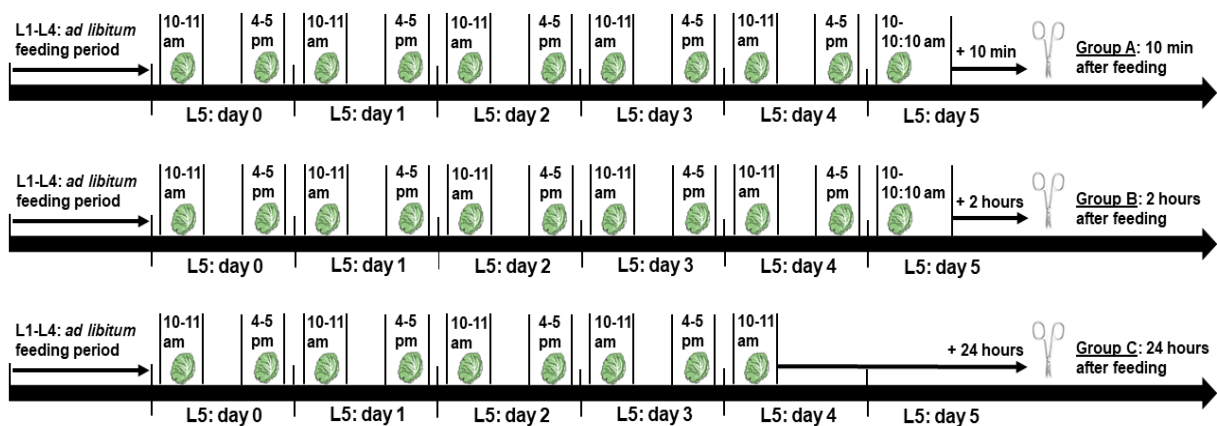 10-11 4-5 10-11 4-5 10-11 4-5 10-11 4-5 10-11 4-5 10-
L1-L4: ad libitum am pm am pm am pm am pm am pm 10:10 am + 10 min Group A: 10 min
feeding period after feeding
L5: day 0 L5: day 1 L5: day 2 L5: day 3 L5: day 4 L5: day 5
10-11 4-5 10-11 4-5 10-11 4-5 10-11 4-5 10-11 4-5 10-
L1-L4: ad libitum am pm am pm am pm am pm am pm 10:10 am + 2 hours Group B: 2 hours
feeding period after feeding
L5: day 0 L5: day 1 L5: day 2 L5: day 3 L5: day 4 L5: day 5
10-11 4-5 10-11 4-5 10-11 4-5 10-11 4-5 10-11
L1-L4: ad libitum am pm am pm am pm am pm am + 24 hours Group C: 24 hours
feeding period after feeding
L5: day 0 L5: day 1 L5: day 2 L5: day 3 L5: day 4 L5: day 5